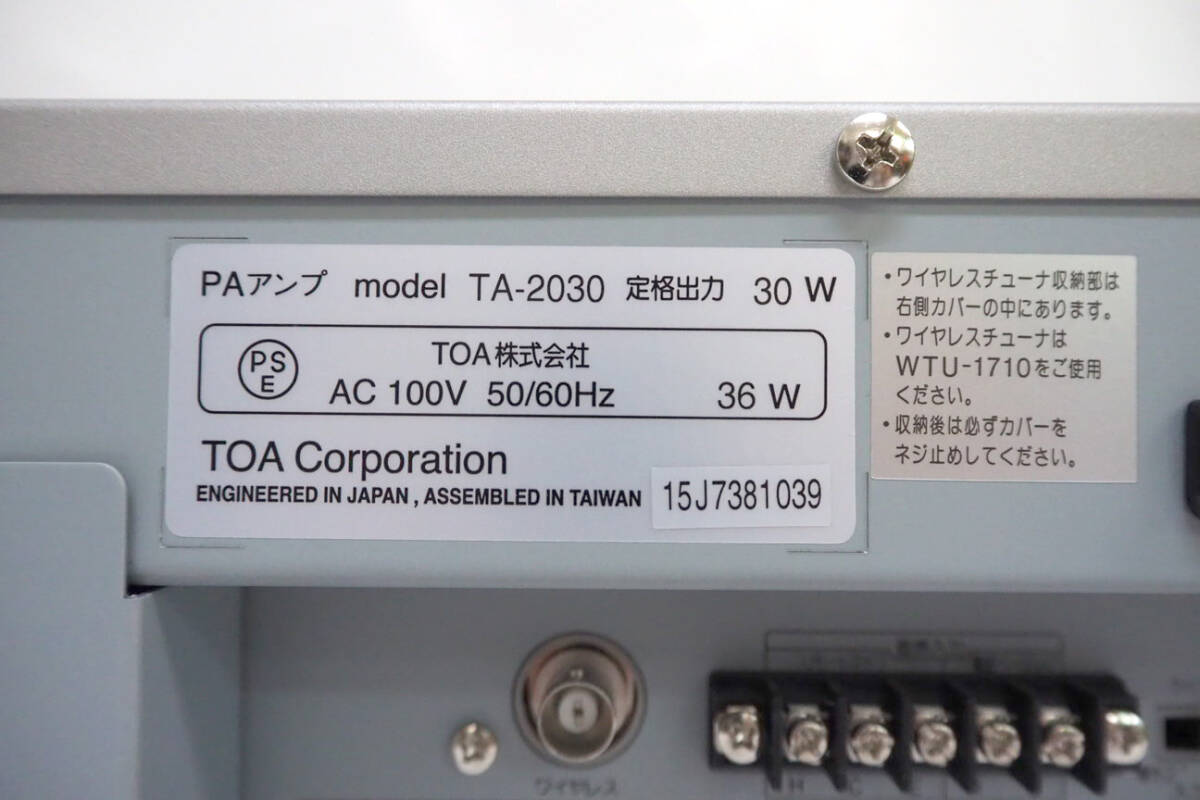 PAアンプ model TA-2030 定格出力 30 W
PS
E
TOA株式会社
AC 100V 50/60Hz 36 W
TOA Corporation
ENGINEERED IN JAPAN , ASSEMBLED IN TAIWAN
15J7381039
・ワイヤレスチューナ収納部は
右側カバーの中にあります。
・ワイヤレスチューナは
WTU-1710をご使用
ください。
・収納後は必ずカバーを
ネジ止めしてください。
ワイヤレス
H C